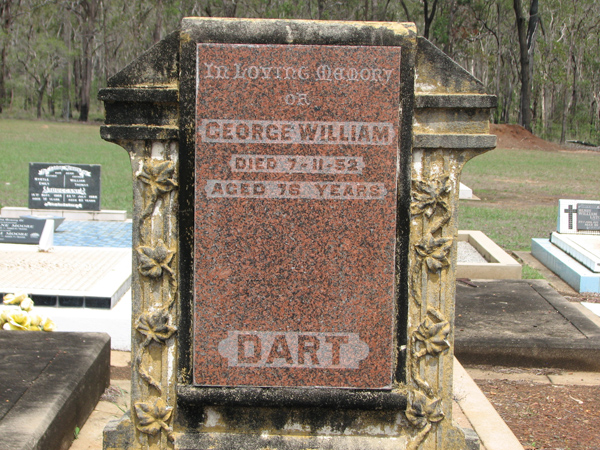 In Loving Memory
OF
GEORGE WILLIAM
DIED 7-11-52
AGED 76 YEARS
DART